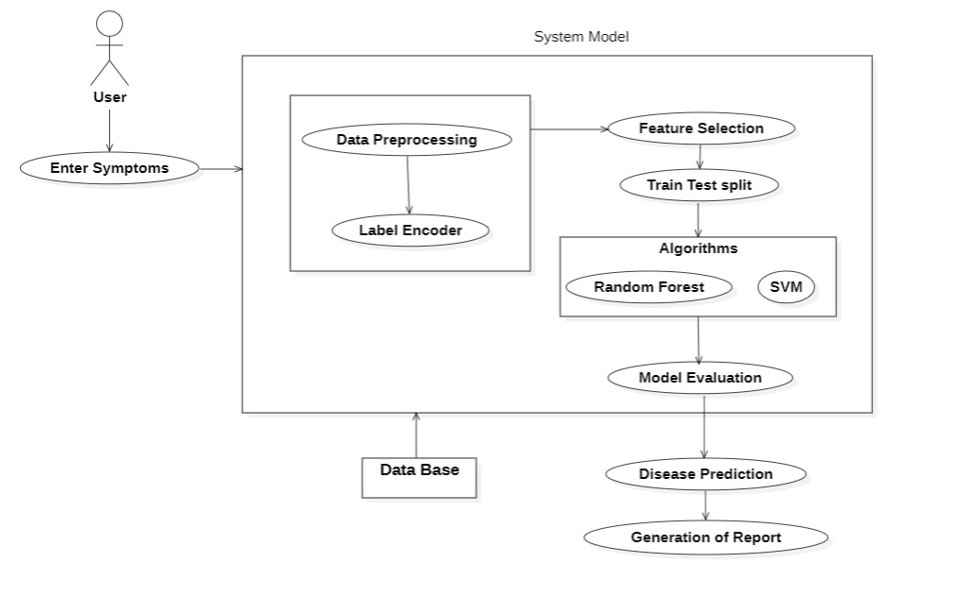 System Model
User
Enter Symptoms
Data Preprocessing
Label Encoder
Feature Selection
Train Test split
Algorithms
Random Forest
SVM
Model Evaluation
Data Base
Disease Prediction
Generation of Report